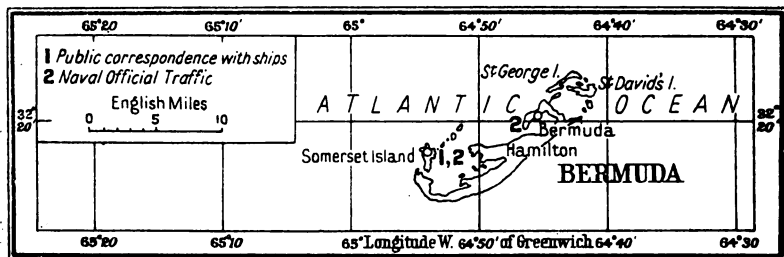 65°20' 65°10' 65° 64°50' 64°40' 64°30'
1 Public correspondence with ships
2 Naval Official Traffic
English Miles
0 5 10
St George I.
St David's I.
ATLANTIC OCEAN
32°20' 32°20'
2
Bermuda
Somerset Island 1,2 Hamilton
BERMUDA
65°20' 65°10' 65° Longitude W. 64°50' of Greenwich 64°40' 64°30'